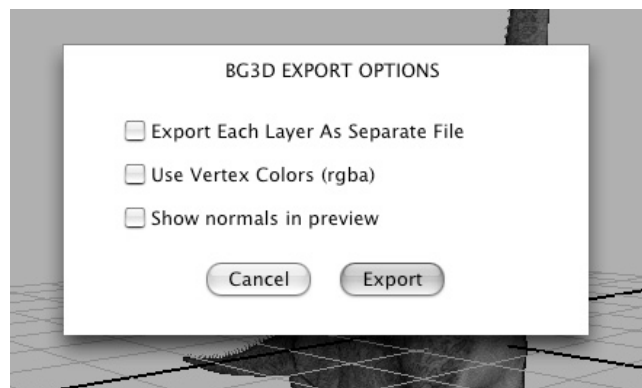 BG3D EXPORT OPTIONS
Export Each Layer As Separate File
Use Vertex Colors (rgba)
Show normals in preview
Cancel Export